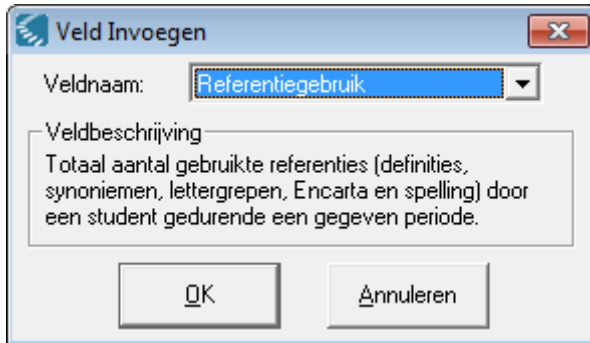 Veld Invoegen
Veldnaam: Referentiegebruik
Veldbeschrijving
Totaal aantal gebruikte referenties (definities,
synoniemen, lettergrepen, Encarta en spelling) door
een student gedurende een gegeven periode.
OK Annuleren